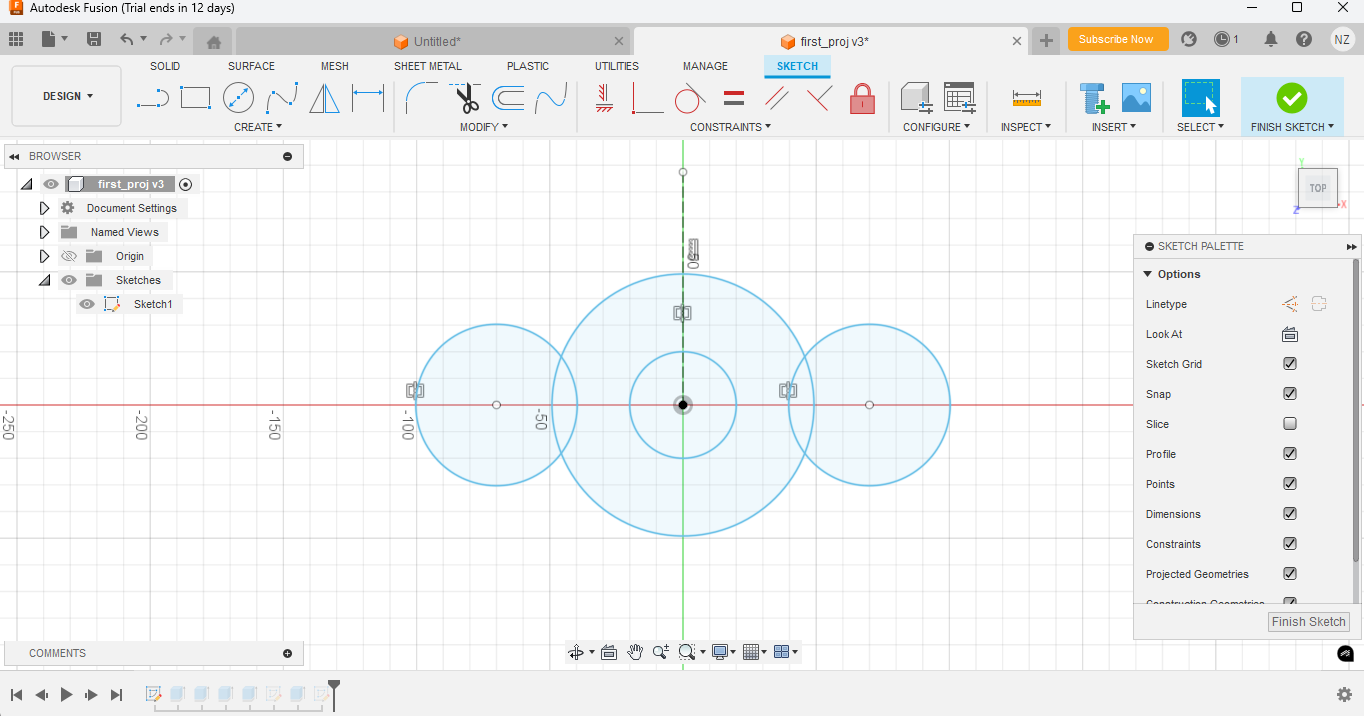 Autodesk Fusion (Trial ends in 12 days)
Untitled*
first_proj v3*
Subscribe Now
1
NZ
SOLID
SURFACE
MESH
SHEET METAL
PLASTIC
UTILITIES
MANAGE
SKETCH
DESIGN
CREATE
MODIFY
CONSTRAINTS
CONFIGURE
INSPECT
INSERT
SELECT
FINISH SKETCH
BROWSER
first_proj v3
Document Settings
Named Views
Origin
Sketches
Sketch1
Y
TOP
X
Z
50
-250
-200
-150
-100
-50
SKETCH PALETTE
Options
Linetype
Look At
Sketch Grid
Snap
Slice
Profile
Points
Dimensions
Constraints
Projected Geometries
Construction Geometries
Finish Sketch
COMMENTS